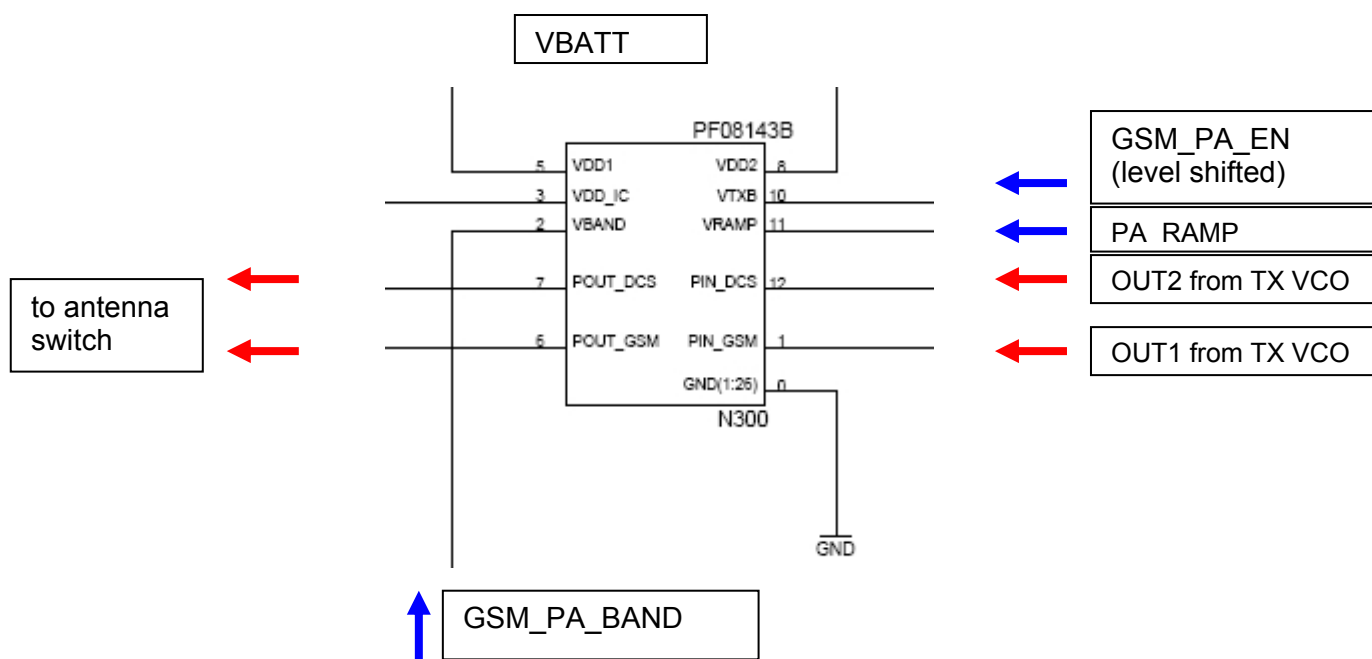 VBATT
PF08143B
GSM_PA_EN
(level shifted)
5 VDD1 VDD2 8
3 VDD_IC VTXB 10
2 VBAND VRAMP 11
PA_RAMP
7 POUT_DCS PIN_DCS 12
OUT2 from TX VCO
to antenna
switch
6 POUT_GSM PIN_GSM 1
OUT1 from TX VCO
GND(1:26) 0
N300
GND
GSM_PA_BAND